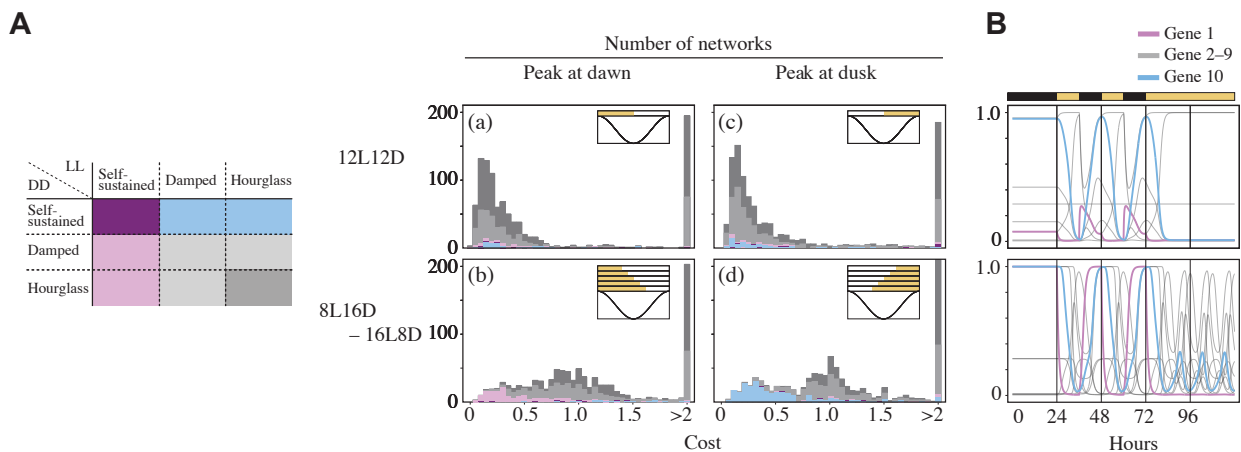 A
LL
DD
Self-
sustained
Damped
Hourglass
Self-
sustained
Damped
Hourglass
Number of networks
Peak at dawn
Peak at dusk
12L12D
8L16D
– 16L8D
200
(a)
100
0
(c)
200
(b)
100
0
(d)
0
0.5
1.0
1.5
>2
0
0.5
1.0
1.5
>2
Cost
B
Gene 1
Gene 2–9
Gene 10
1.0
0
1.0
0
0
24
48
72
96
Hours